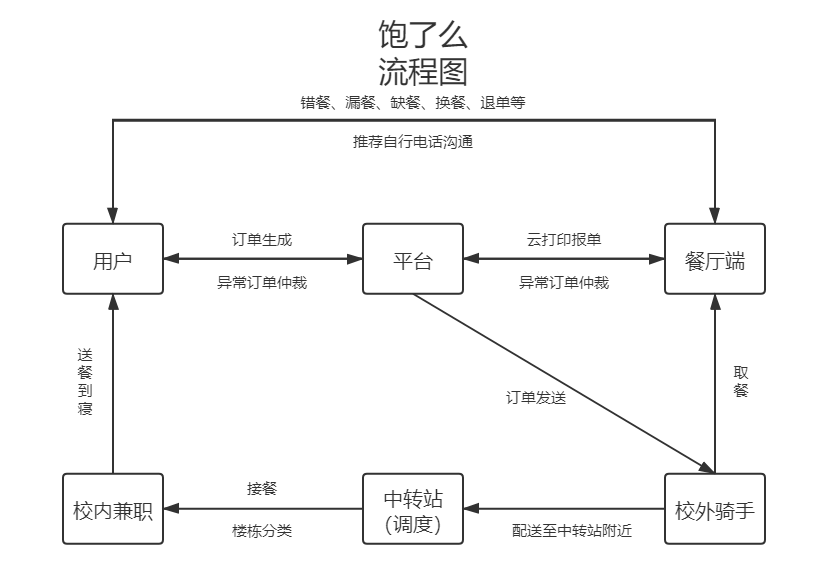 饱了么
流程图
错餐、漏餐、缺餐、换餐、退单等
推荐自行电话沟通
订单生成
云打印报单
用户
平台
餐厅端
异常订单仲裁
异常订单仲裁
送餐到寝
取餐
订单发送
接餐
校内兼职
中转站
（调度）
校外骑手
楼栋分类
配送至中转站附近